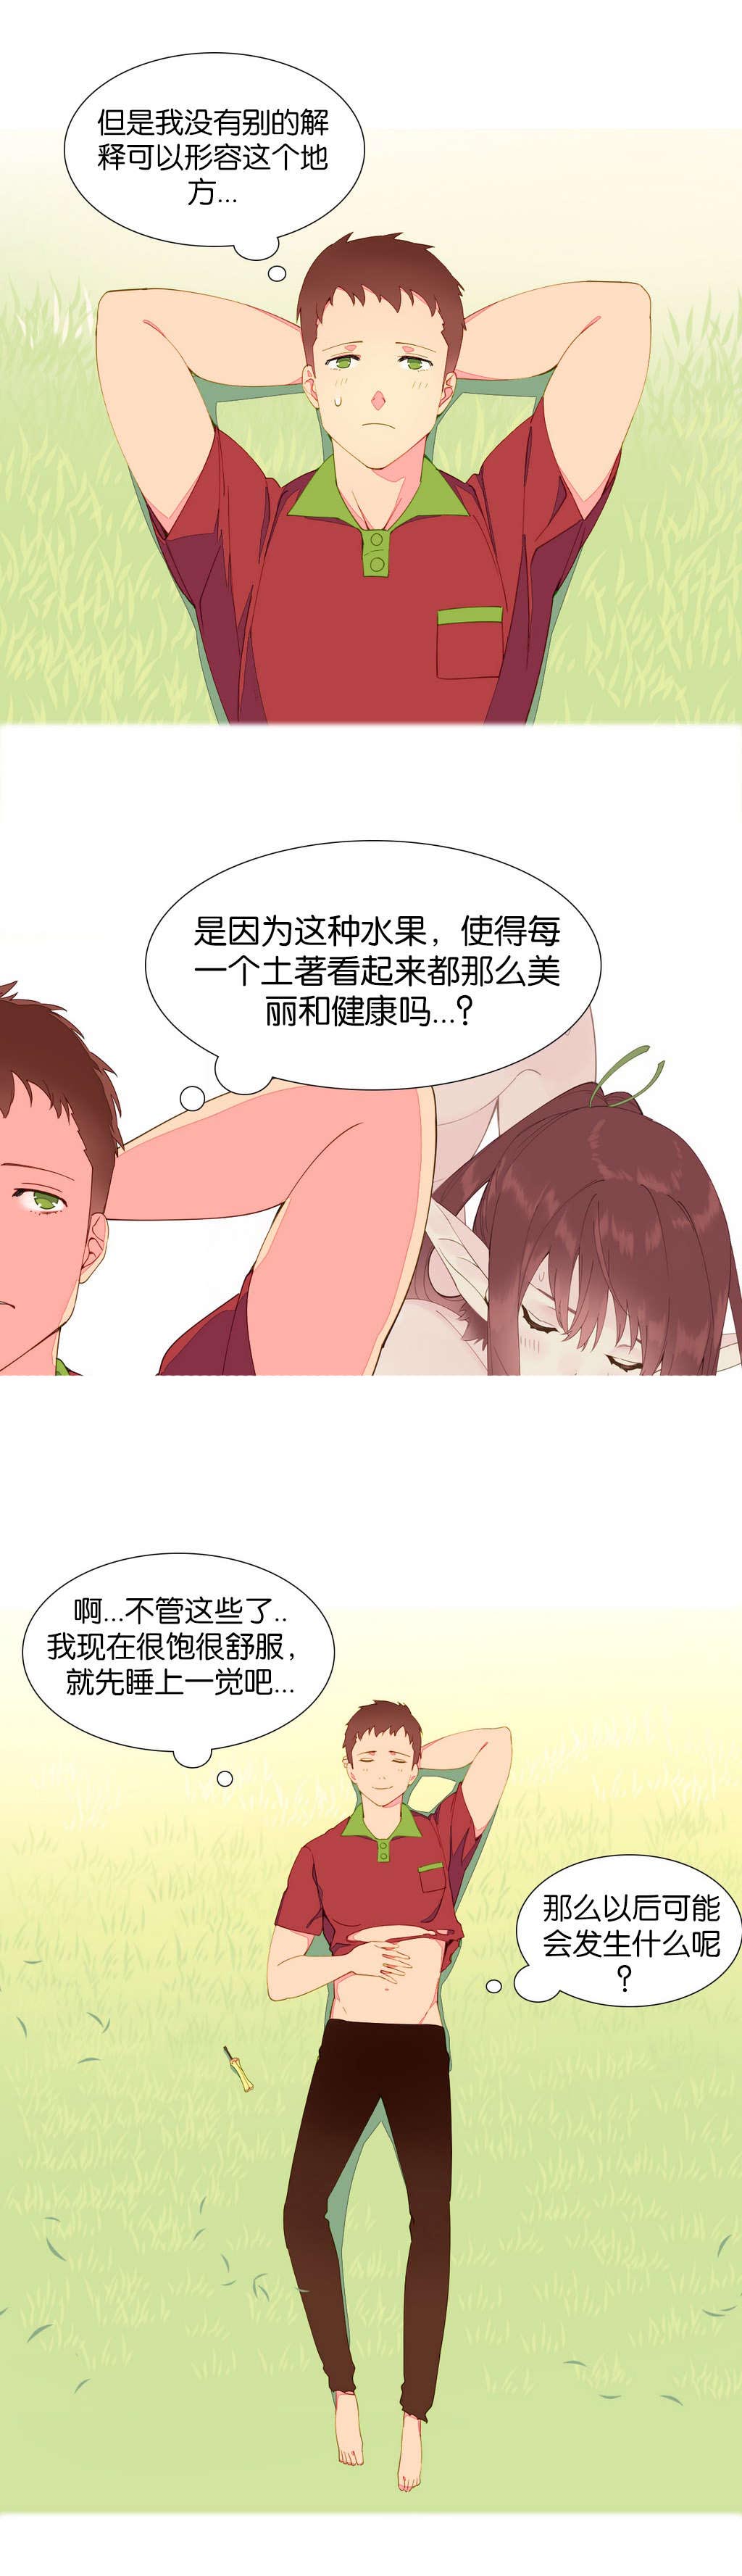 但是我没有别的解
释可以形容这个地
方...
是因为这种水果，使得每
一个土著看起来都那么美
丽和健康吗...?
啊...不管这些了..
我现在很饱很舒服，
就先睡上一觉吧...
那么以后可能
会发生什么呢
?